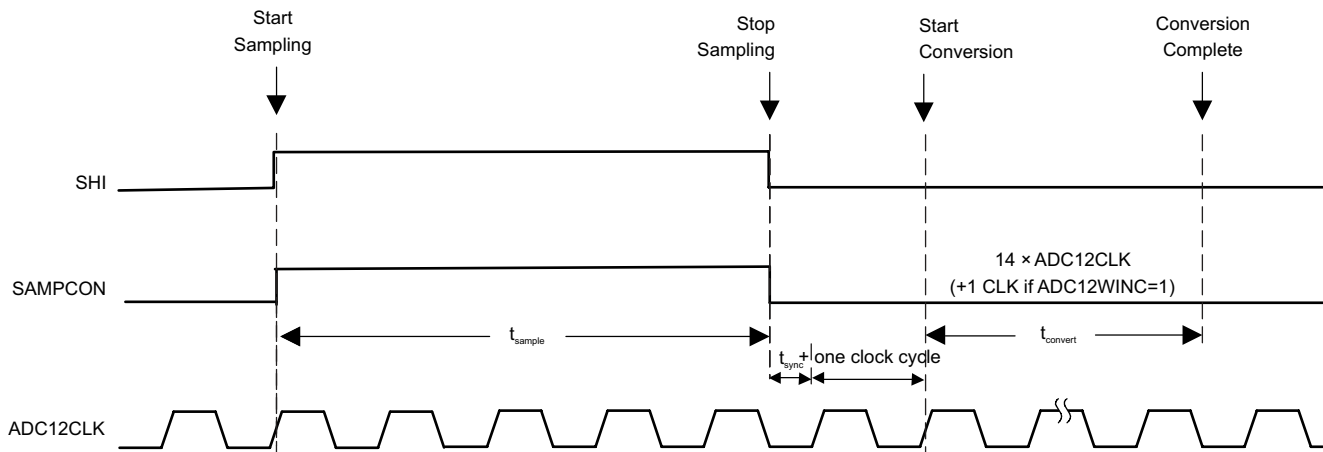 Start
Sampling
Stop
Sampling
Start
Conversion
Conversion
Complete
SHI
SAMPCON
14 × ADC12CLK
(+1 CLK if ADC12WINC=1)
tsample
tconvert
tsync+ one clock cycle
ADC12CLK